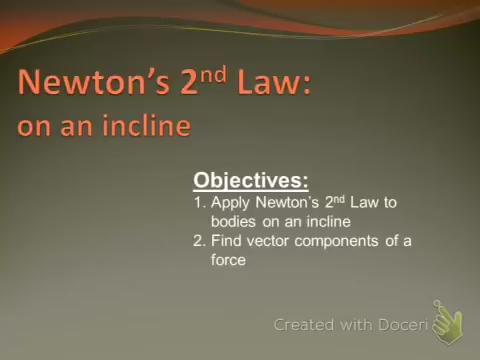 Newton's 2nd Law:
on an incline
Objectives:
1. Apply Newton's 2nd Law to
bodies on an incline
2. Find vector components of a
force
Created with Doceri